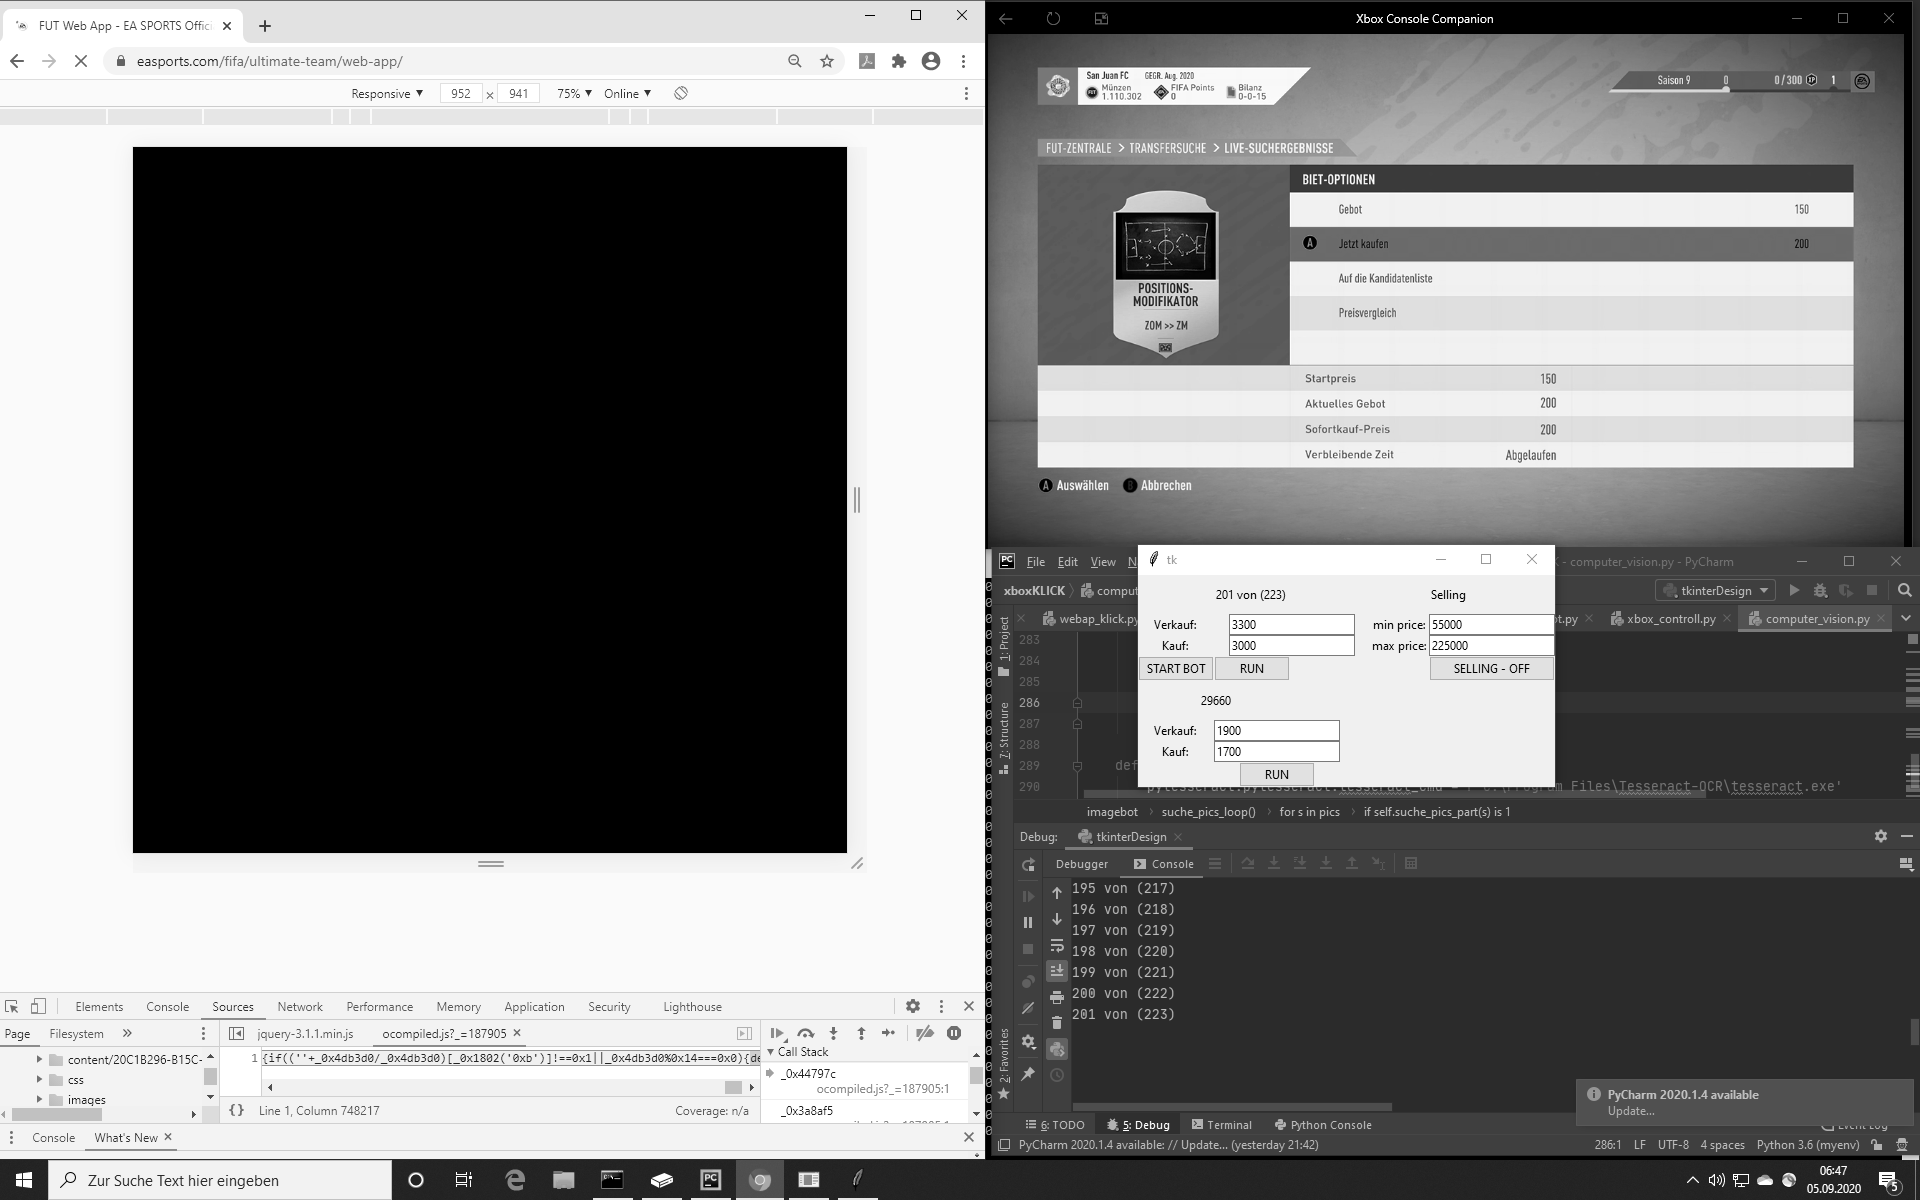 FUT Web App - EA SPORTS Offici
easports.com/fifa/ultimate-team/web-app/
Responsive 952 × 941 75% Online
Xbox Console Companion
San Juan FC GEGR. Aug. 2020
Münzen 1.110.302
FIFA Points 0
Bilanz 0-0-15
Saison 9 0 0/300 XP 1
FUT-ZENTRALE > TRANSFERSUCHE > LIVE-SUCHERGEBNISSE
POSITIONS-
MODIFIKATOR
ZOM >> ZM
BIET-OPTIONEN
Gebot 150
A Jetzt kaufen 200
Auf die Kandidatenliste
Preisvergleich
Startpreis 150
Aktuelles Gebot 200
Sofortkauf-Preis 200
Verbleibende Zeit Abgelaufen
A Auswählen B Abbrechen
PC File Edit View N - computer_vision.py - PyCharm
xboxKLICK comput tkinterDesign
webap_klick.py ot.py xbox_controll.py computer_vision.py
1: Project
7: Structure
2: Favorites
283
284
285
286
287
288
289 def
290 pytesseract.pytesseract.tesseract_cmd = r'C:\Program Files\Tesseract-OCR\tesseract.exe'
tk
201 von (223) Selling
Verkauf: 3300 min price: 55000
Kauf: 3000 max price: 225000
START BOT RUN SELLING - OFF
29660
Verkauf: 1900
Kauf: 1700
RUN
imagebot suche_pics_loop() for s in pics if self.suche_pics_part(s) is 1
Debug: tkinterDesign
Debugger Console
195 von (217)
196 von (218)
197 von (219)
198 von (220)
199 von (221)
200 von (222)
201 von (223)
PyCharm 2020.1.4 available
Update...
6: TODO 5: Debug Terminal Python Console Event Log
PyCharm 2020.1.4 available: // Update... (yesterday 21:42) 286:1 LF UTF-8 4 spaces Python 3.6 (myenv)
Elements Console Sources Network Performance Memory Application Security Lighthouse
Page Filesystem » jquery-3.1.1.min.js ocompiled.js?_=187905
content/20C1B296-B15C-
css
images
1 {if((''+_0x4db3d0/_0x4db3d0)[_0x1802('0xb')]!==0x1||_0x4db3d0%0x14===0x0){de
{} Line 1, Column 748217 Coverage: n/a
Call Stack
_0x44797c
ocompiled.js?_=187905:1
_0x3a8af5
Console What's New
Zur Suche Text hier eingeben
06:47
05.09.2020
5